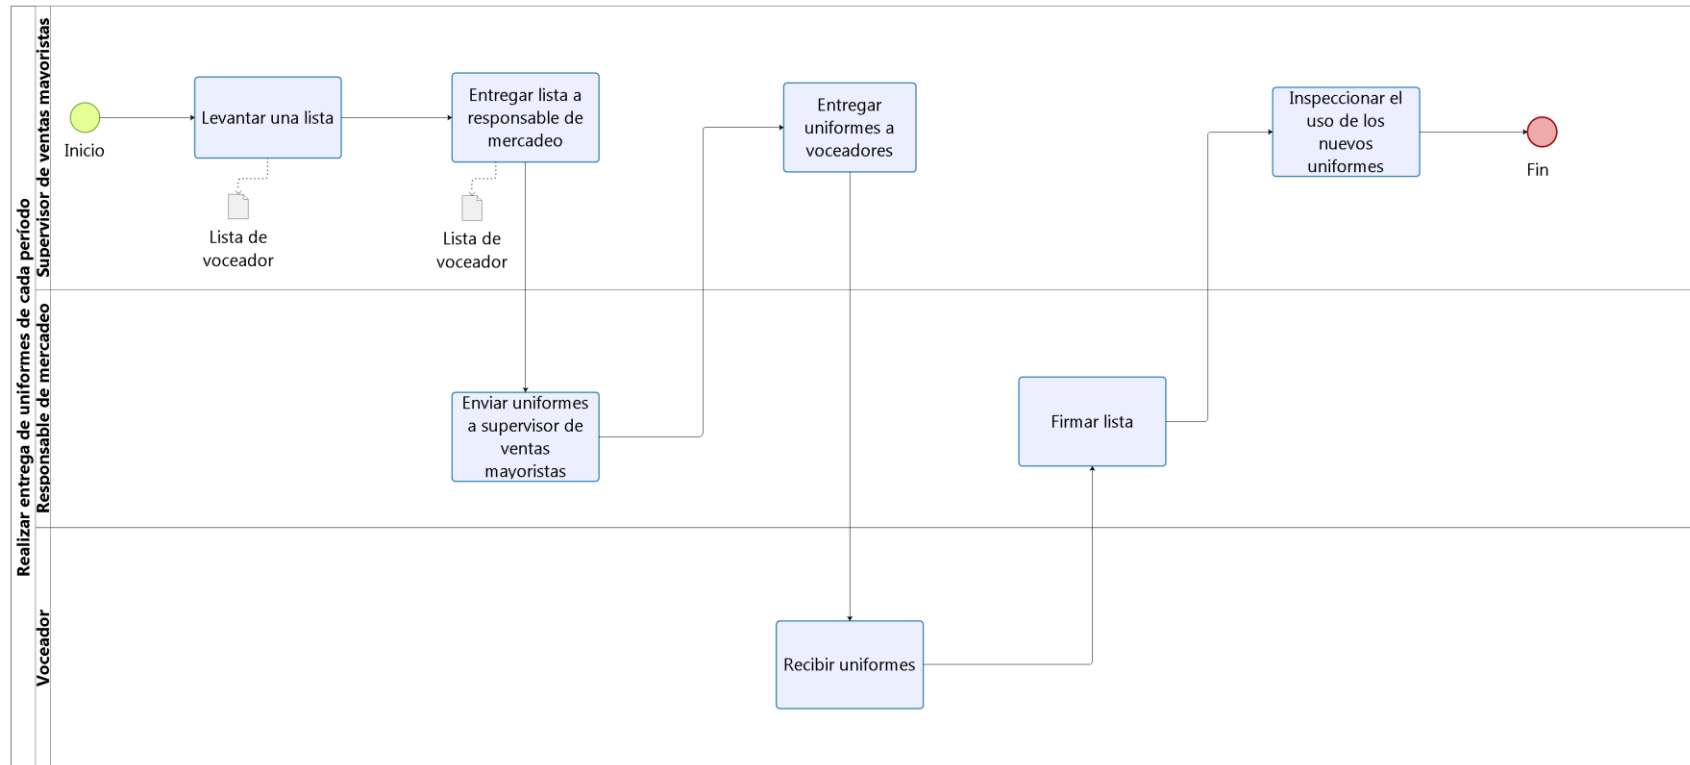 Realizar entrega de uniformes de cada período
Supervisor de ventas mayoristas
Inicio
Levantar una lista
Lista de
voceador
Entregar lista a
responsable de
mercadeo
Lista de
voceador
Entregar
uniformes a
voceadores
Inspeccionar el
uso de los
nuevos
uniformes
Fin
Responsable de mercadeo
Enviar uniformes
a supervisor de
ventas
mayoristas
Firmar lista
Voceador
Recibir uniformes